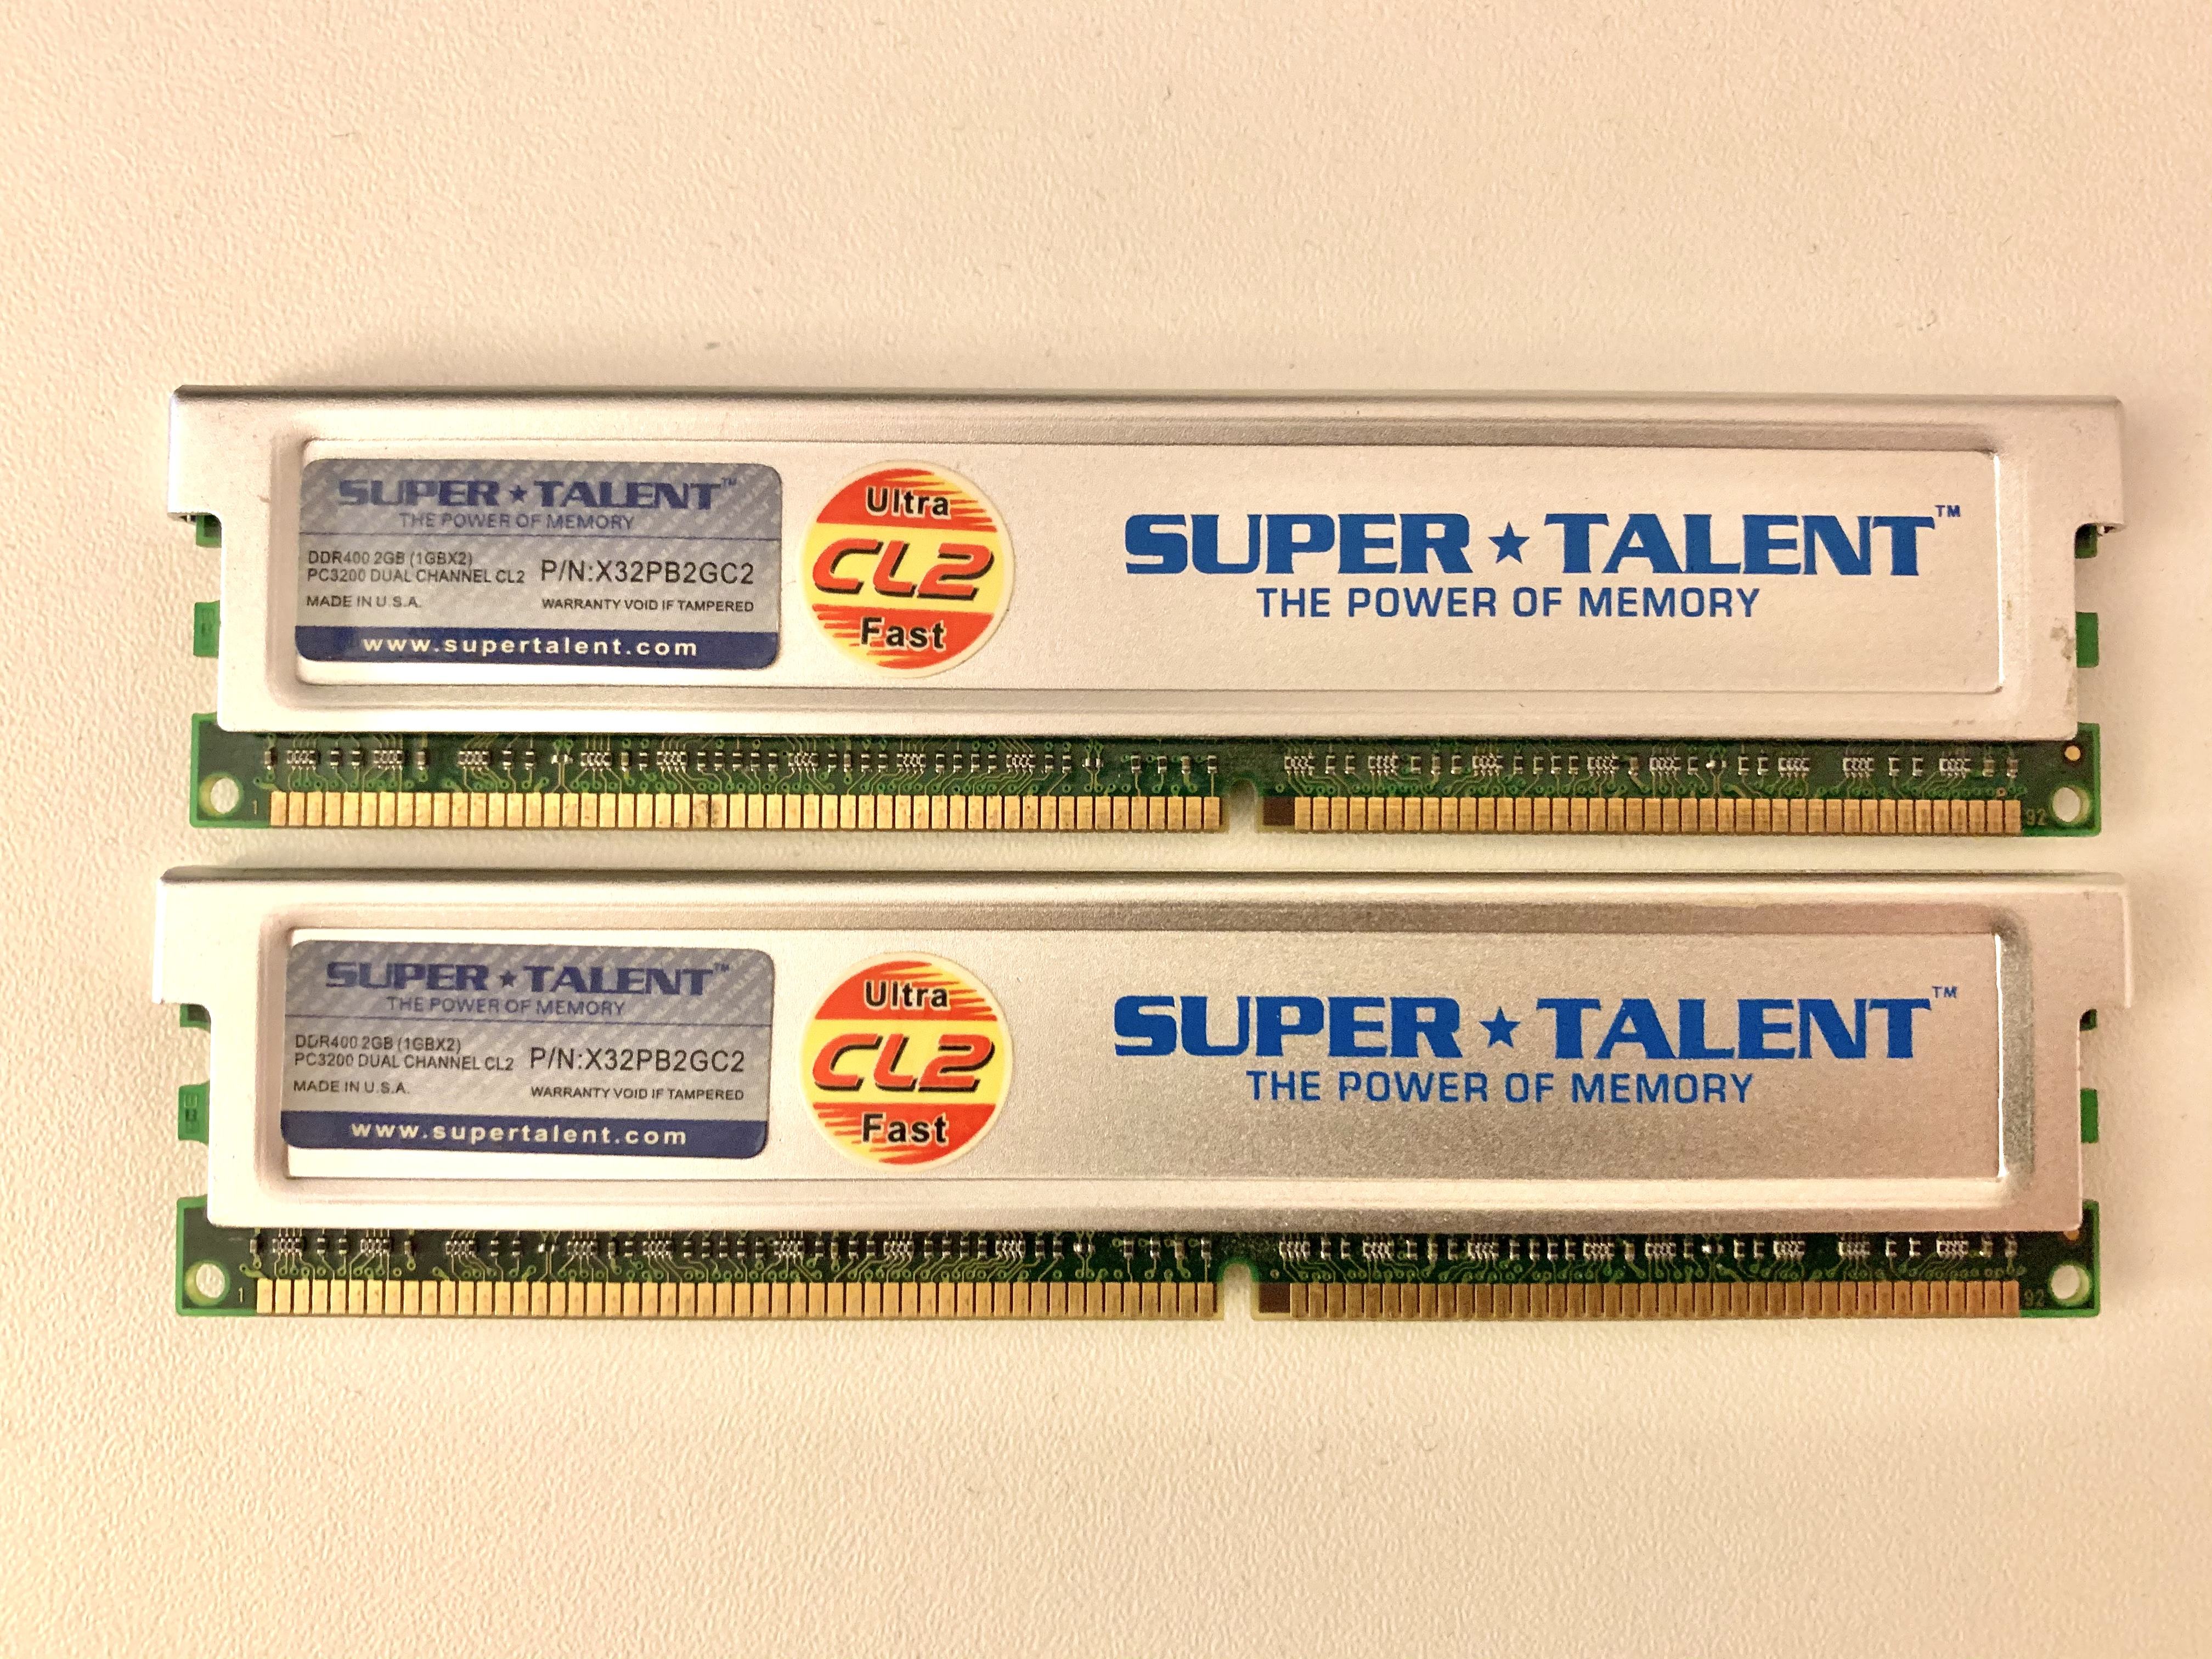 SUPER★TALENT™
THE POWER OF MEMORY
DDR400 2GB (1GBX2)
PC3200 DUAL CHANNEL CL2 P/N:X32PB2GC2
MADE IN U.S.A. WARRANTY VOID IF TAMPERED
www.supertalent.com
Ultra
CL2
Fast
SUPER★TALENT™
THE POWER OF MEMORY
1
92
SUPER★TALENT™
THE POWER OF MEMORY
DDR400 2GB (1GBX2)
PC3200 DUAL CHANNEL CL2 P/N:X32PB2GC2
MADE IN U.S.A. WARRANTY VOID IF TAMPERED
www.supertalent.com
Ultra
CL2
Fast
SUPER★TALENT™
THE POWER OF MEMORY
1
92